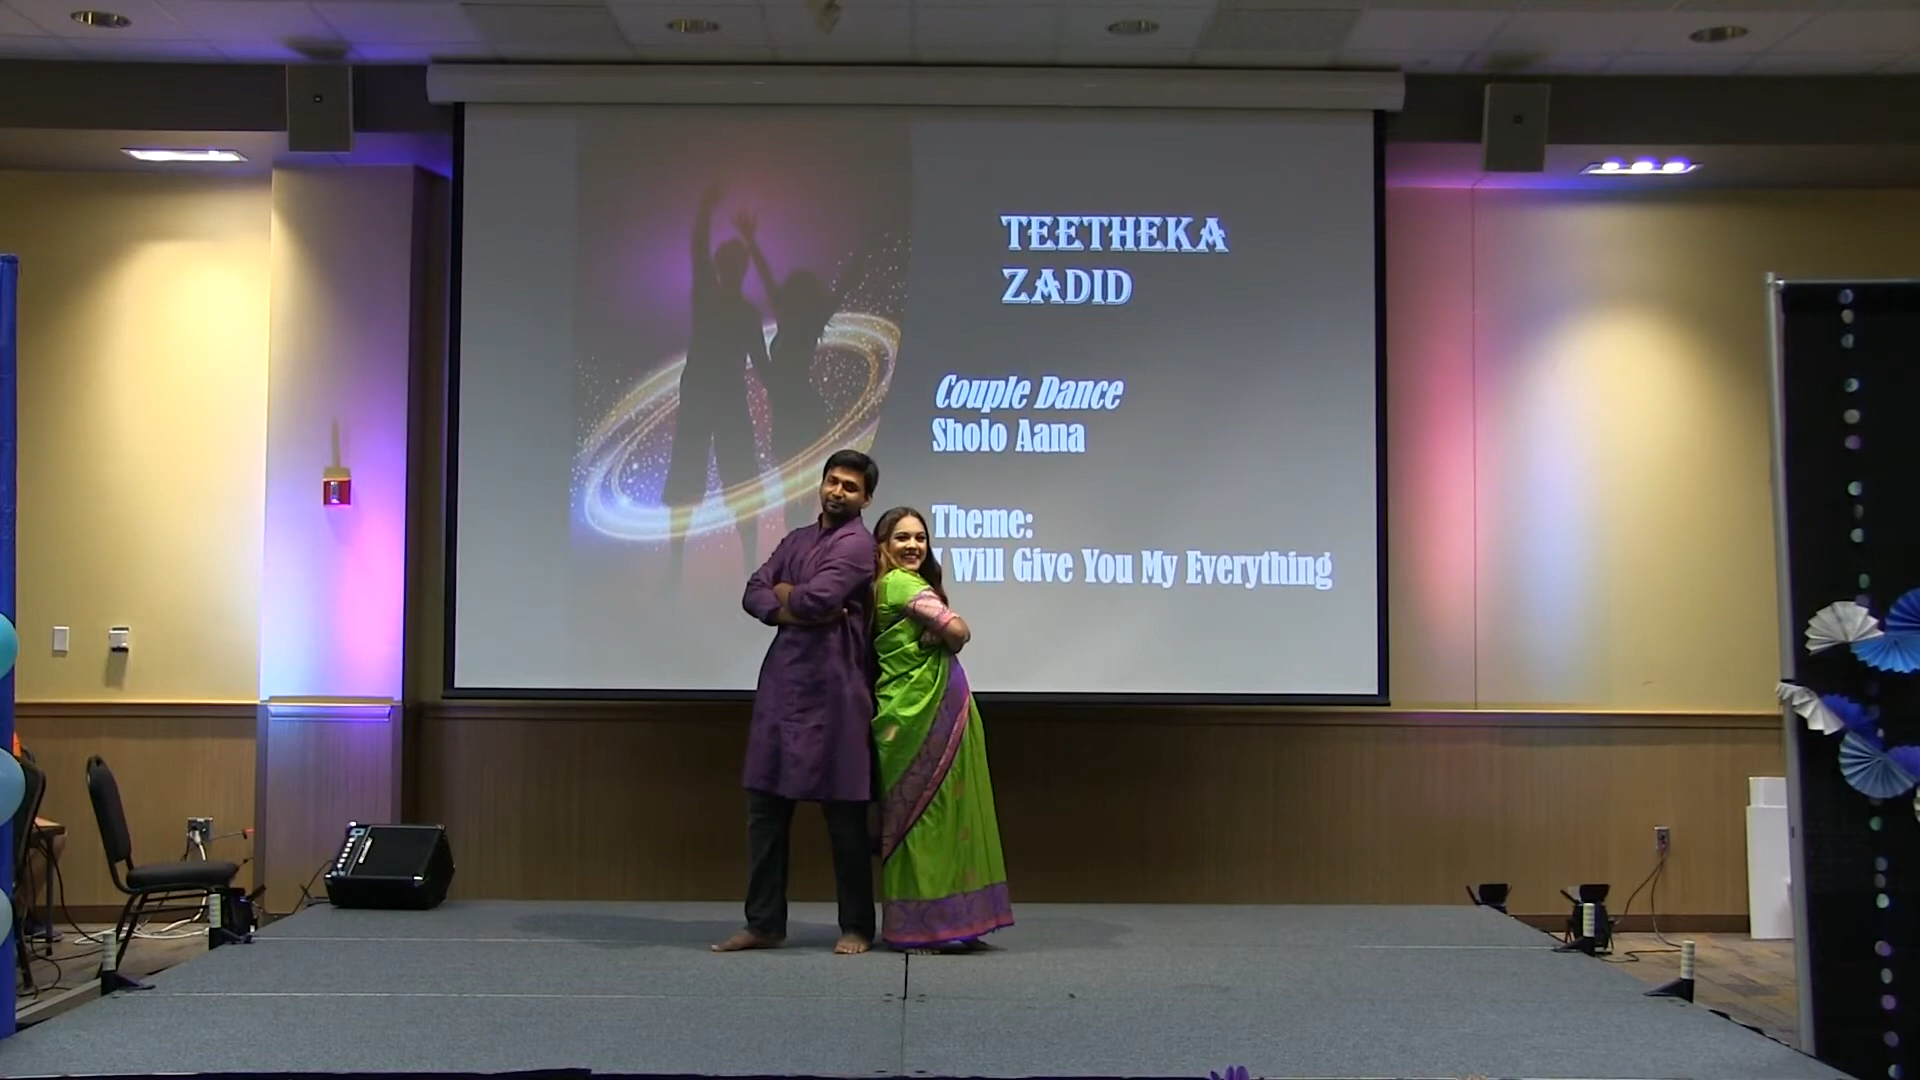 TEETHEKA
ZADID
Couple Dance
Sholo Aana
Theme:
I Will Give You My Everything